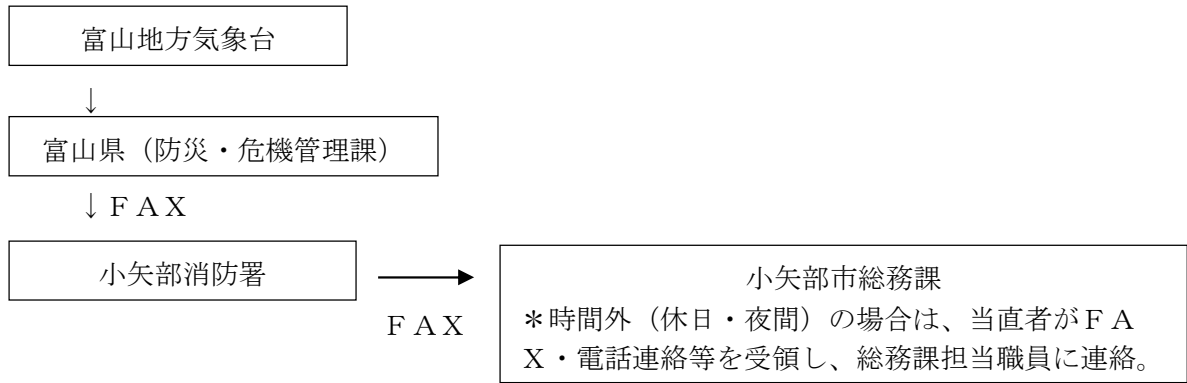 富山地方気象台
↓
富山県（防災・危機管理課）
↓ＦＡＸ
小矢部消防署
ＦＡＸ
小矢部市総務課
＊時間外（休日・夜間）の場合は、当直者がＦＡ
Ｘ・電話連絡等を受領し、総務課担当職員に連絡。